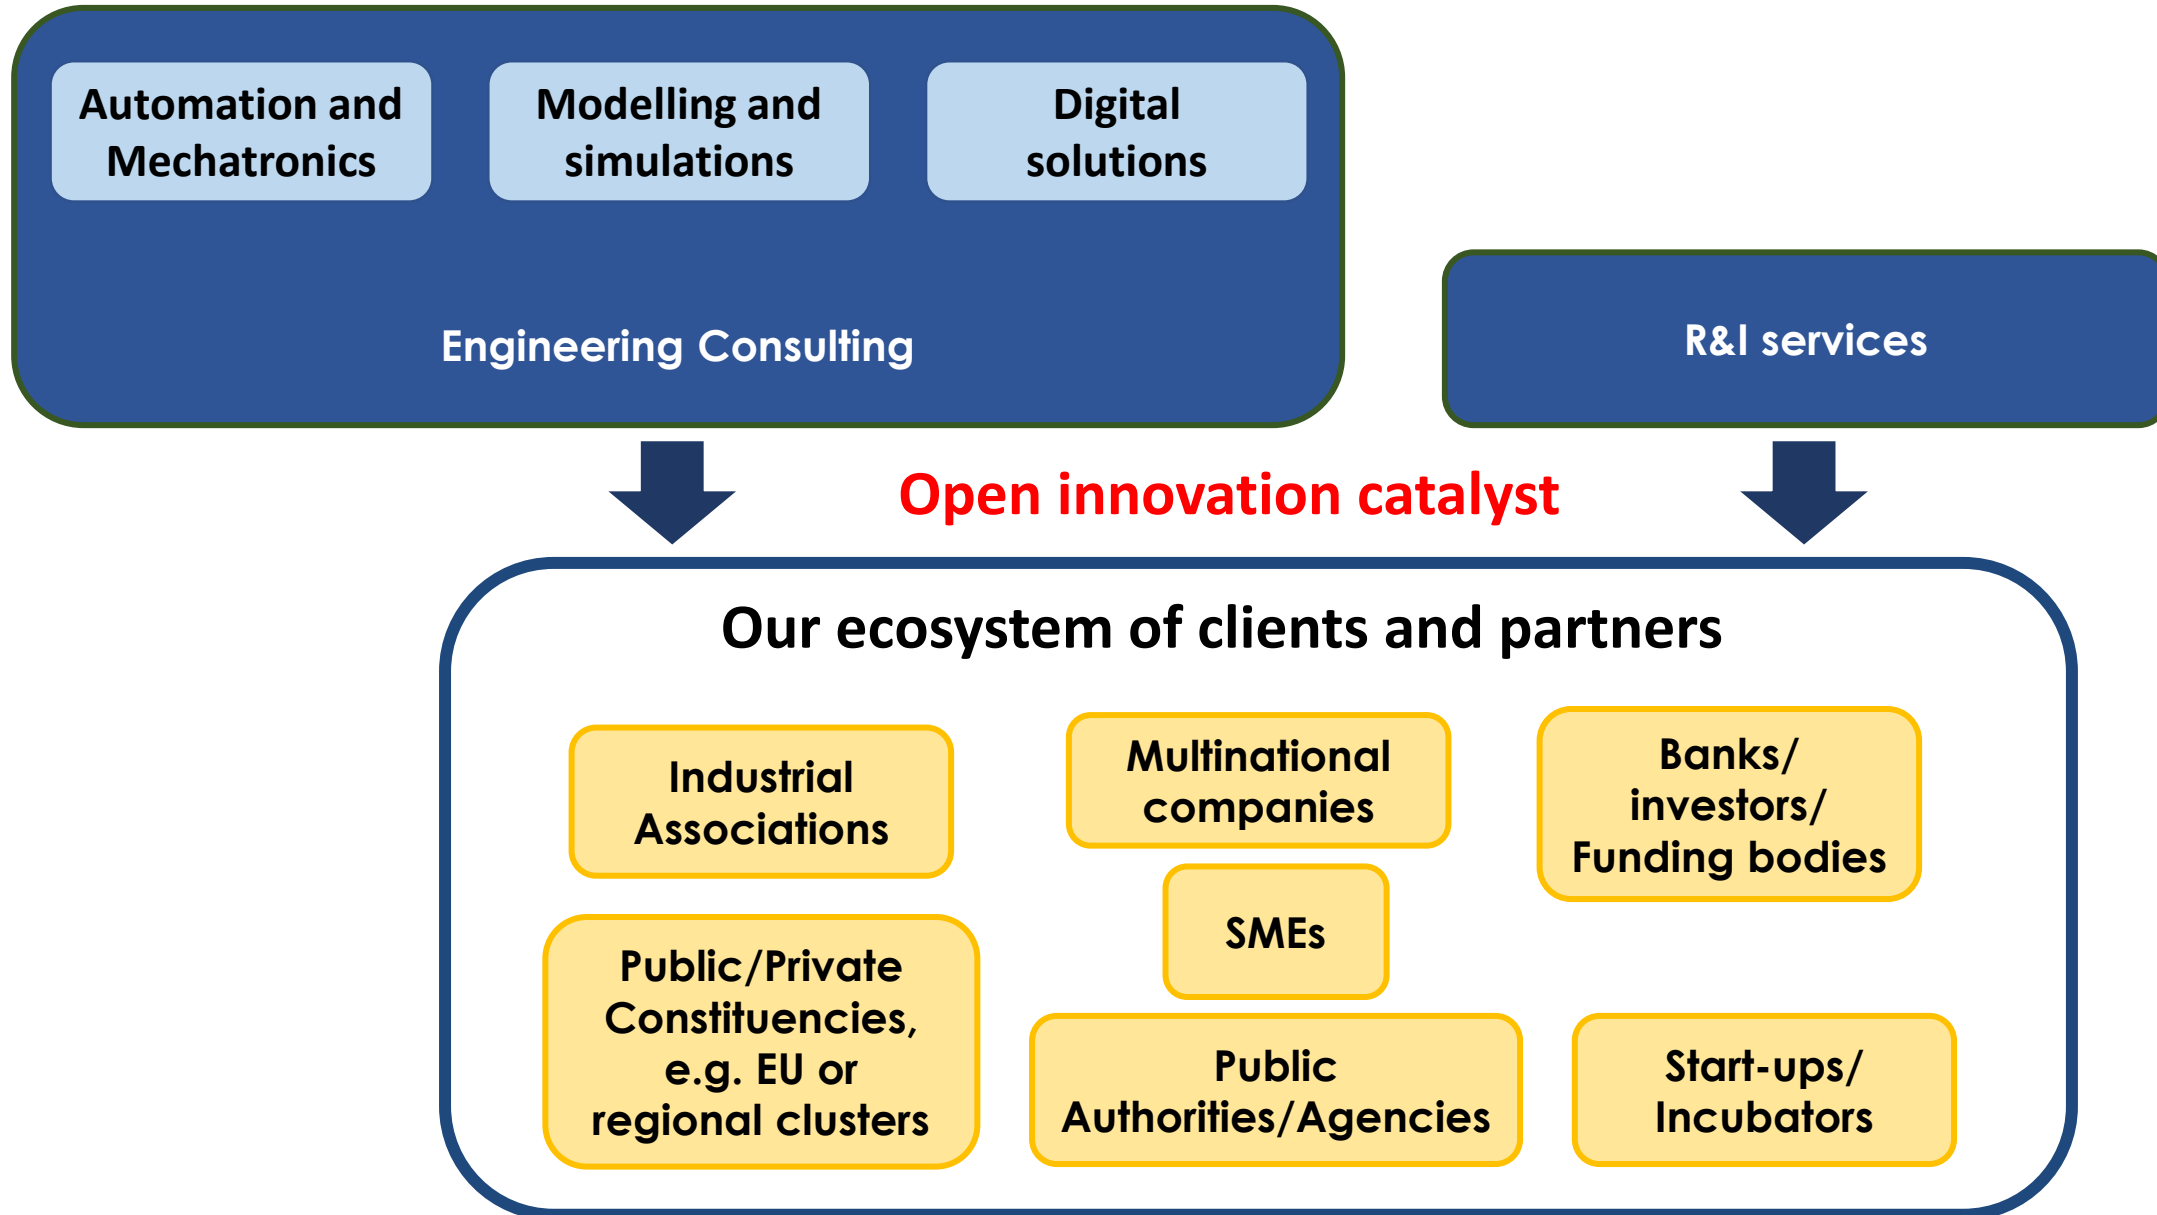 Automation and
Mechatronics
Modelling and
simulations
Digital
solutions
Engineering Consulting
R&I services
Open innovation catalyst
Our ecosystem of clients and partners
Industrial
Associations
Multinational
companies
Banks/
investors/
Funding bodies
SMEs
Public/Private
Constituencies,
e.g. EU or
regional clusters
Public
Authorities/Agencies
Start-ups/
Incubators